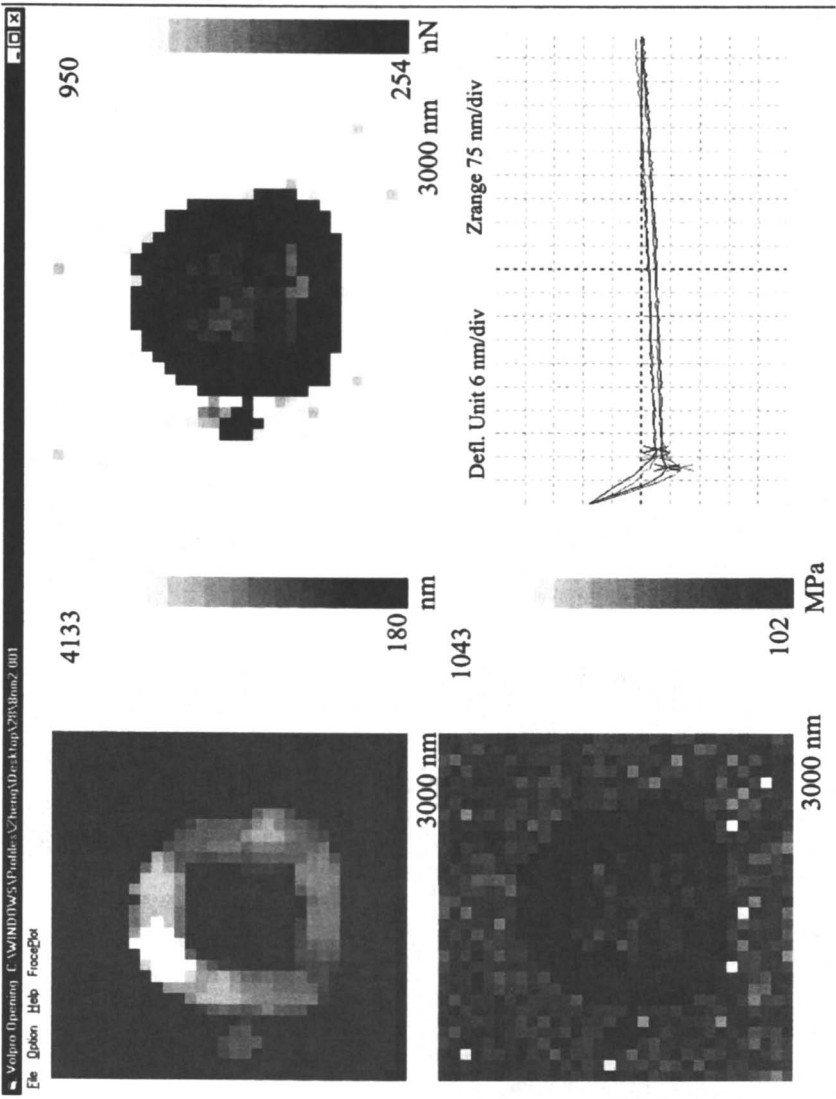 Volpro Opening C:\WINDOWS\Profiles\Zheng\Desktop\28\8nm2.001
File Option Help FrocePlot
4133
180
nm
3000 nm
950
254
nN
3000 nm
1043
102
MPa
3000 nm
Defl. Unit 6 nm/div Zrange 75 nm/div